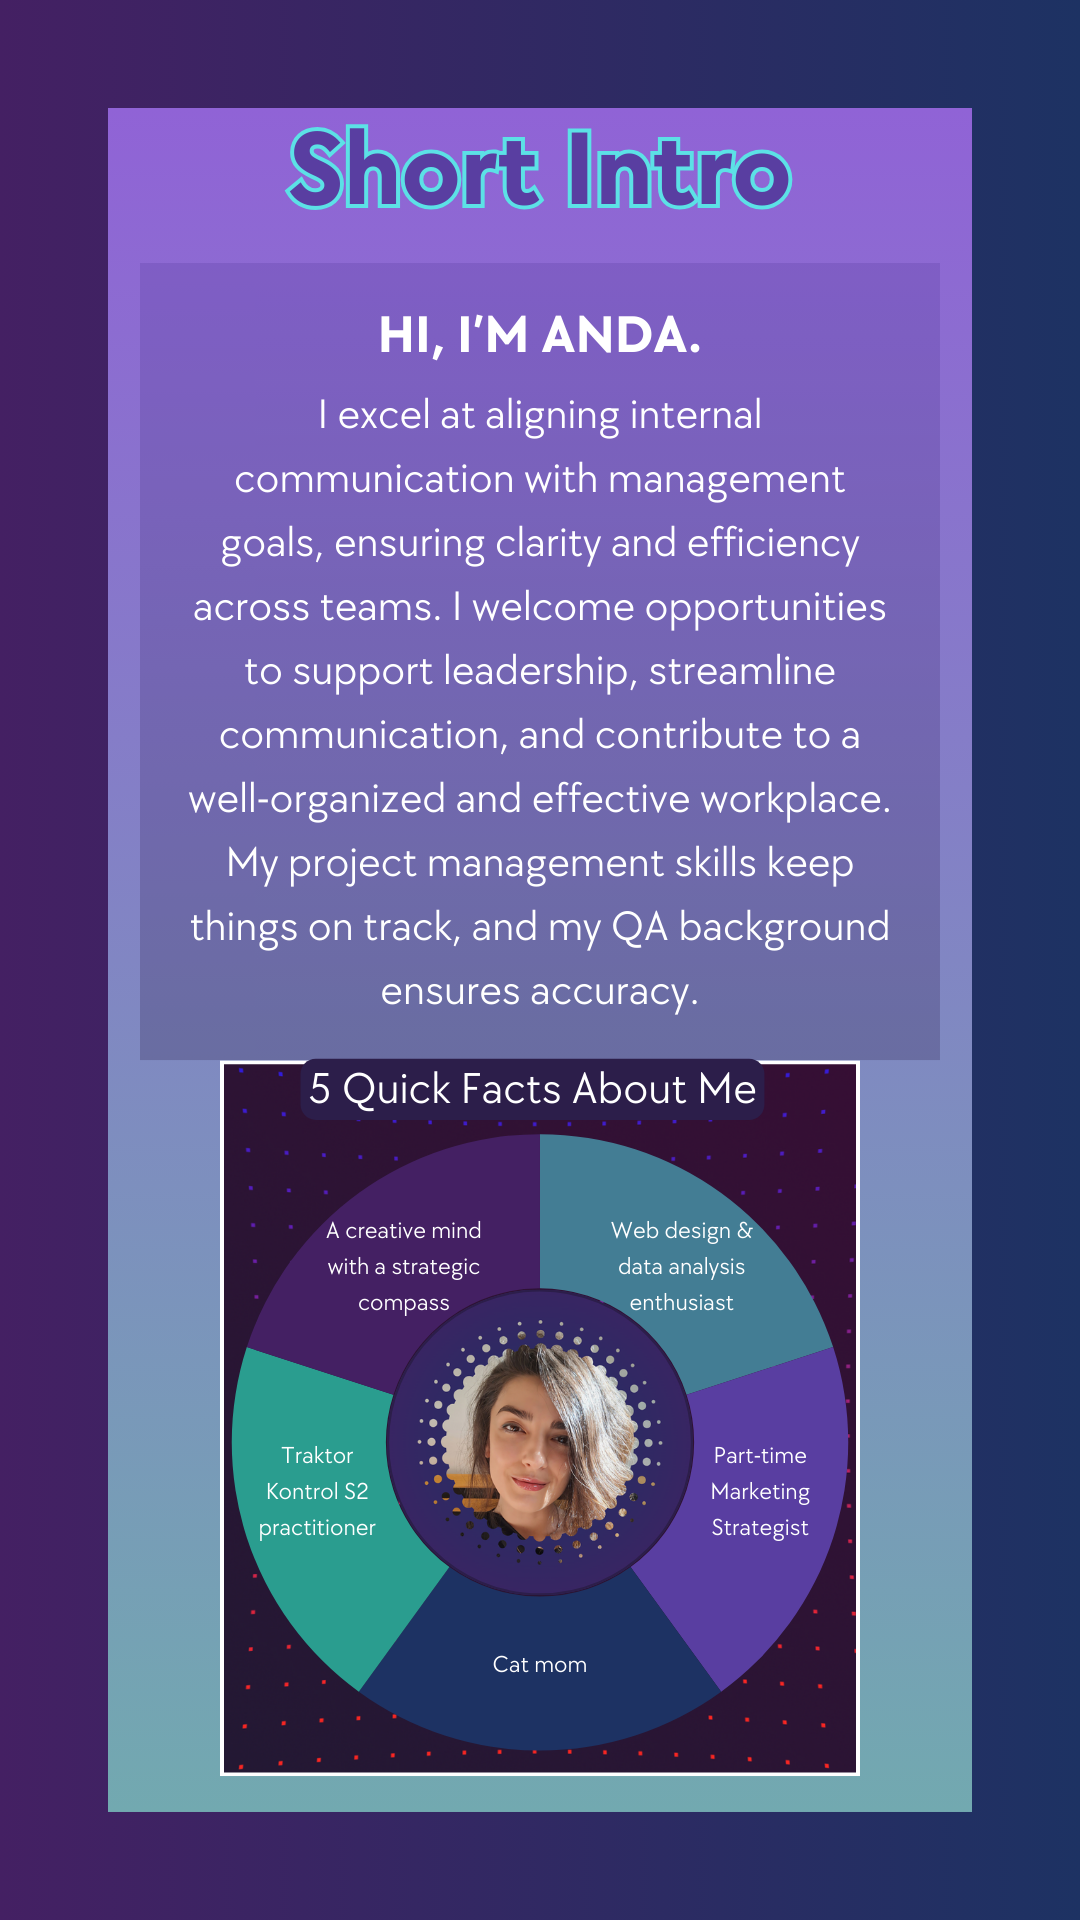 Short Intro
HI, I'M ANDA.
I excel at aligning internal
communication with management
goals, ensuring clarity and efficiency
across teams. I welcome opportunities
to support leadership, streamline
communication, and contribute to a
well-organized and effective workplace.
My project management skills keep
things on track, and my QA background
ensures accuracy.
5 Quick Facts About Me
A creative mind
with a strategic
compass
Web design &
data analysis
enthusiast
Traktor
Kontrol S2
practitioner
Part-time
Marketing
Strategist
Cat mom